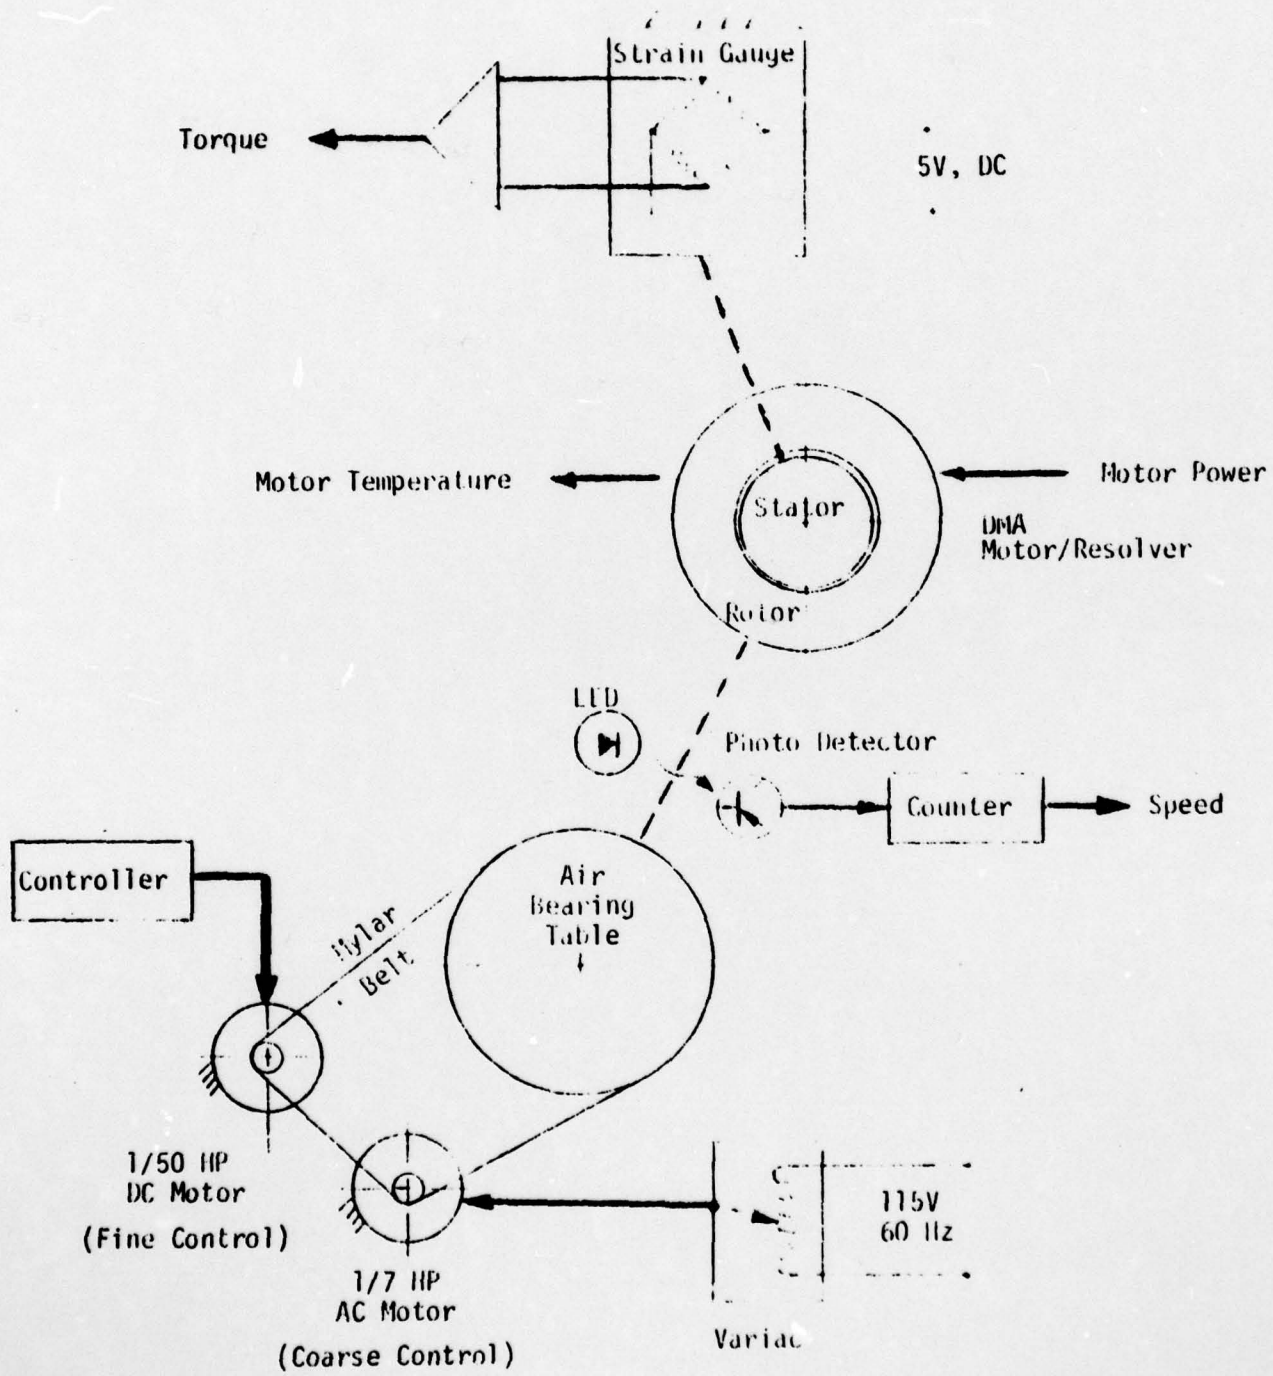 Strain Gauge
Torque
5V, DC
Motor Temperature
Motor Power
Stator
DMA
Motor/Resolver
Rotor
LED
Photo Detector
Counter
Speed
Controller
Air
Bearing
Table
Mylar
Belt
1/50 HP
DC Motor
(Fine Control)
115V
60 Hz
1/7 HP
AC Motor
(Coarse Control)
Variac